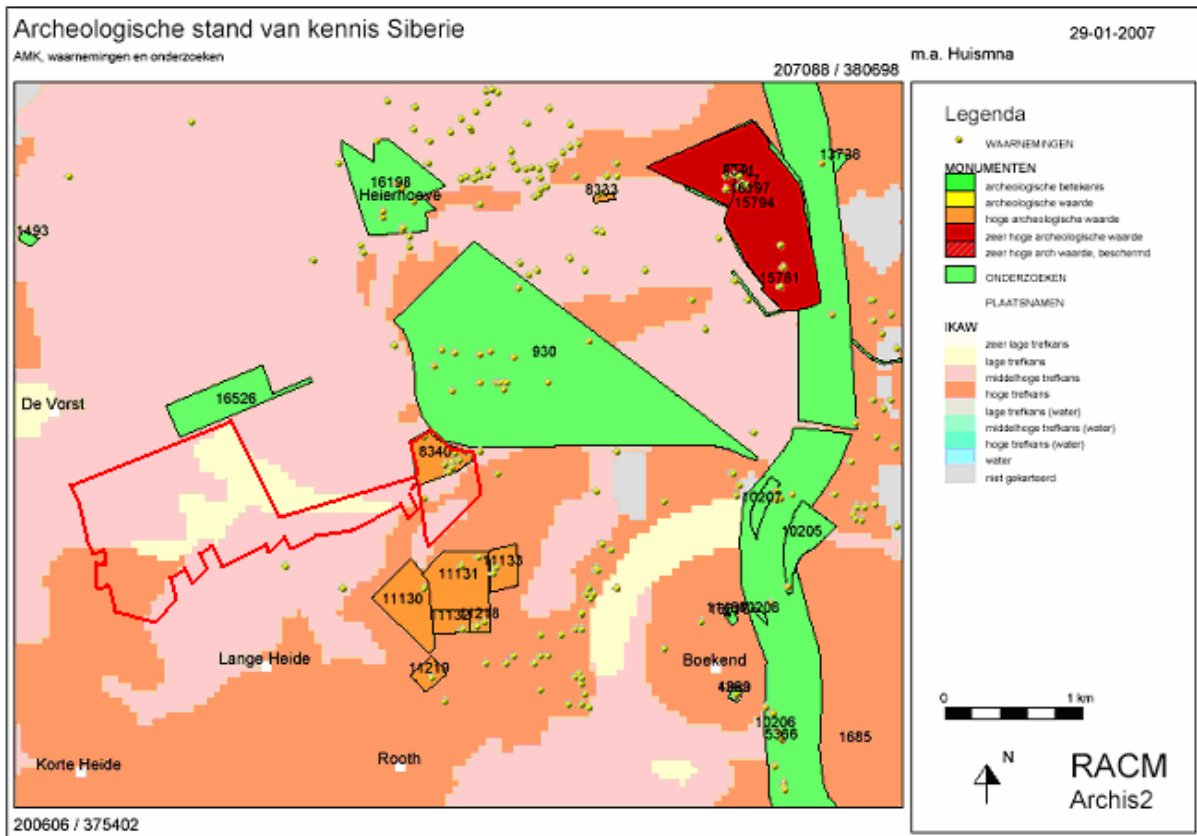 Archeologische stand van kennis Siberie
29-01-2007
AMK, waarnemingen en onderzoeken
m.a. Huismna
207088 / 380698
Legenda
WAARNEMINGEN
MONUMENTEN
archeologische betekenis
archeologische waarde
hoge archeologische waarde
zeer hoge archeologische waarde
zeer hoge arch waarde, beschermd
ONDERZOEKEN
PLAATSNAMEN
IKAW
zeer lage trefkans
lage trefkans
middelhoge trefkans
hoge trefkans
lage trefkans (water)
middelhoge trefkans (water)
hoge trefkans (water)
water
niet gekarteerd
0 1 km
N
RACM
Archis2
13738
16198
Heierhoeve
8333
16197
15794
1493
15781
930
16526
De Vorst
8340
10207
10205
11133
11131
11130
11132
11218
Lange Heide
11219
Boekend
10206
5366
1685
Korte Heide
Rooth
200606 / 375402